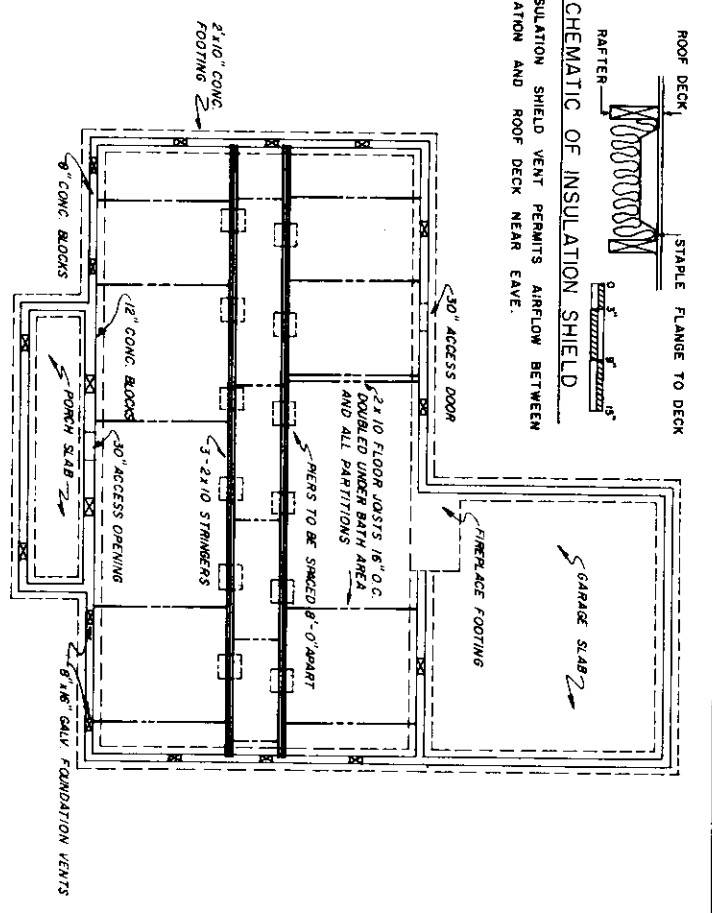 ROOF DECK
STAPLE FLANGE TO DECK
RAFTER
0 3" 9" 15"
CHEMATIC OF INSULATION SHIELD
SULATION SHIELD VENT PERMITS AIRFLOW BETWEEN
ATION AND ROOF DECK NEAR EAVE.
30" ACCESS DOOR
GARAGE SLAB
FIREPLACE FOOTING
2 x 10 FLOOR JOISTS 16" O.C.
DOUBLED UNDER BATH AREA
AND ALL PARTITIONS
PIERS TO BE SPACED 8'-0" APART
3-2x10 STRINGERS
2'x10" CONC.
FOOTING
8" CONC. BLOCKS
12" CONC. BLOCKS
30" ACCESS OPENING
PORCH SLAB
8"x16" GALV. FOUNDATION VENTS